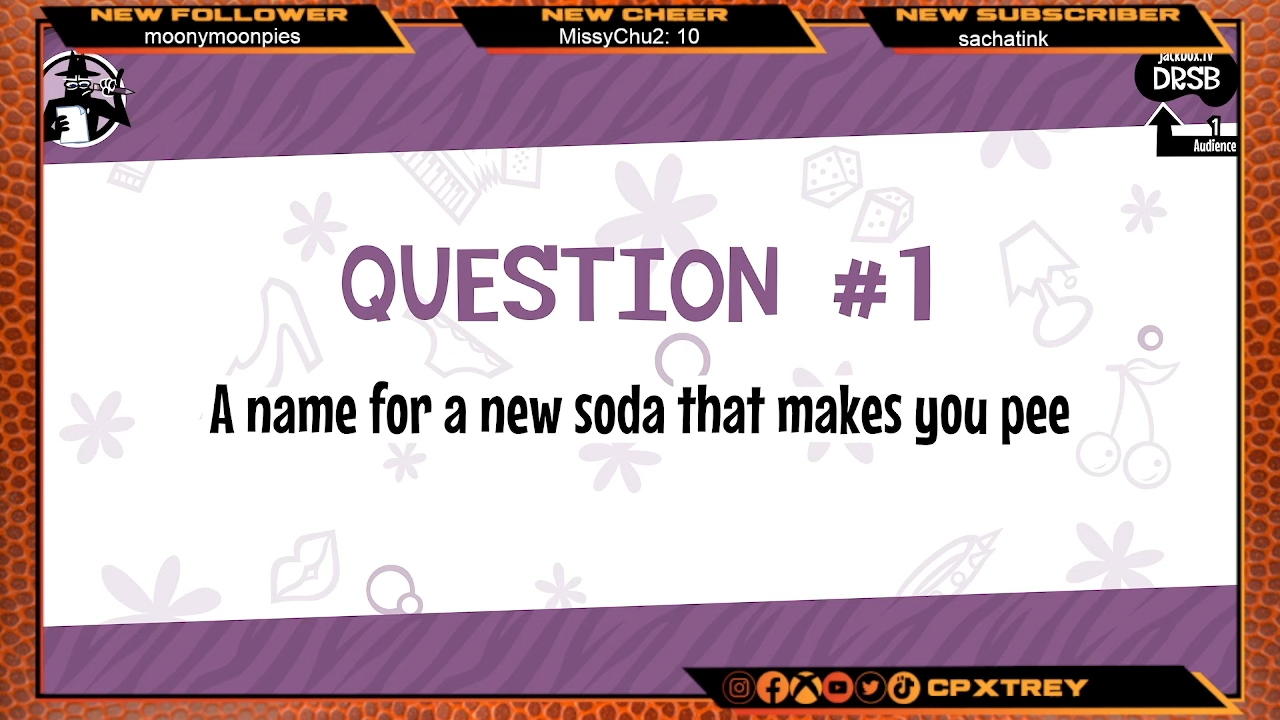 NEW FOLLOWER
moonymoonpies
NEW CHEER
MissyChu2: 10
NEW SUBSCRIBER
sachatink
jackbox.tv
DRSB
1
Audience
QUESTION #1
A name for a new soda that makes you pee
CPXTREY